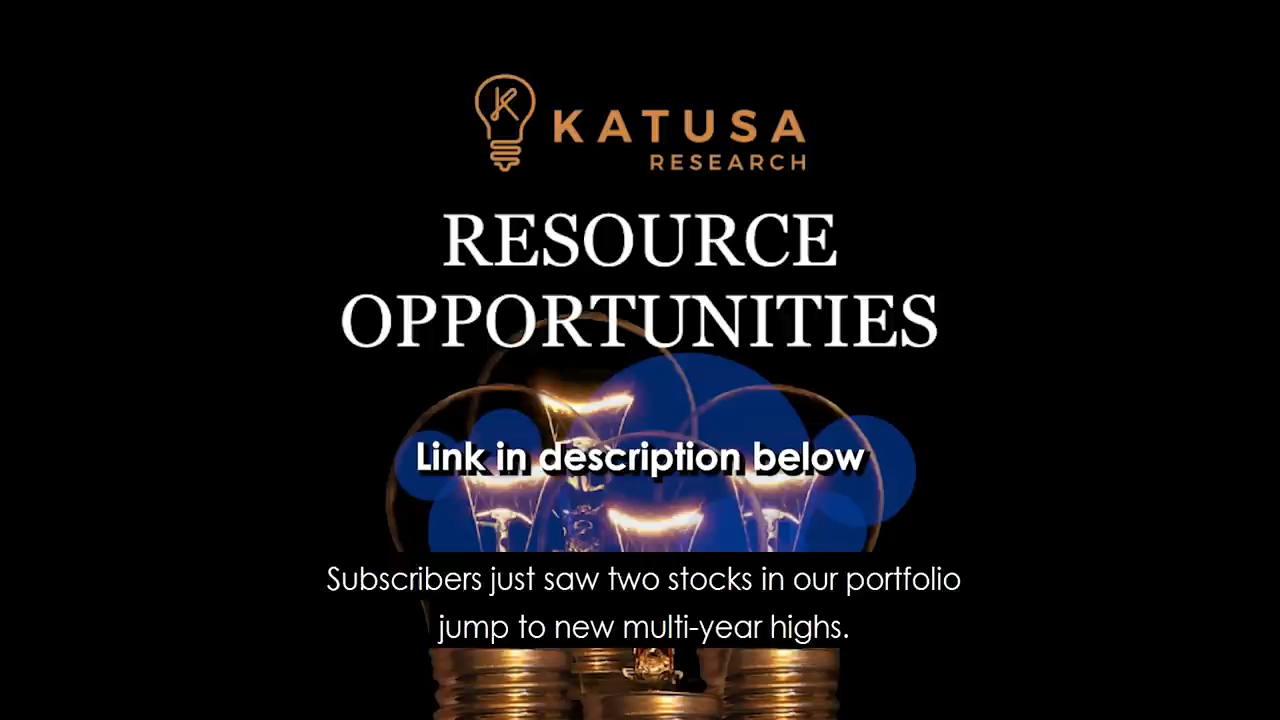 KATUSA
RESEARCH
RESOURCE
OPPORTUNITIES
Link in description below
Subscribers just saw two stocks in our portfolio
jump to new multi-year highs.